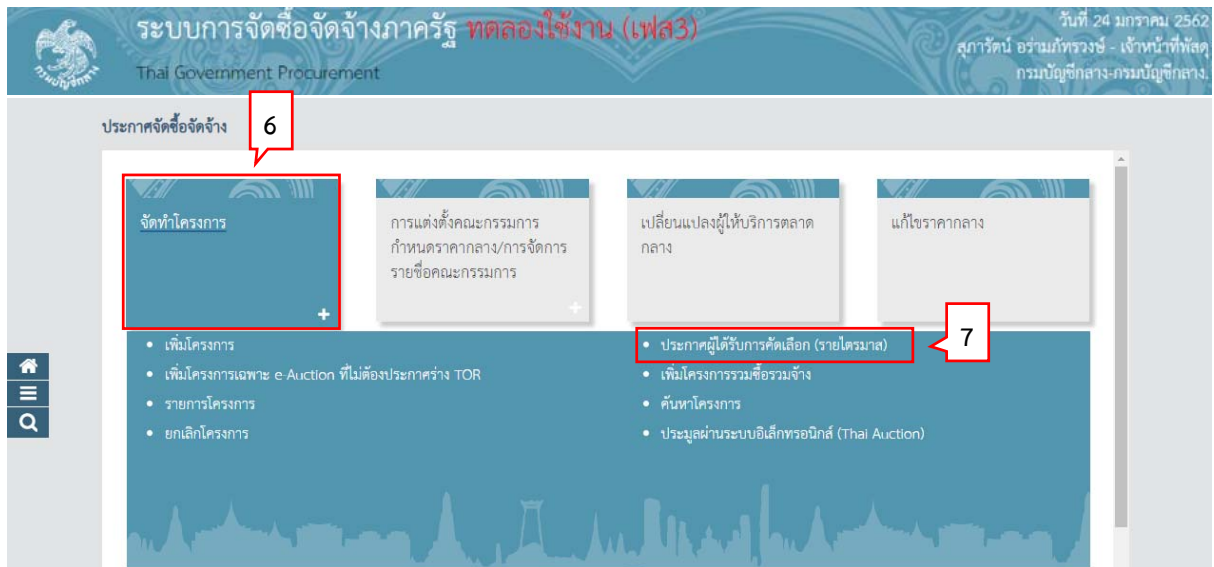 ระบบการจัดซื้อจัดจ้างภาครัฐ ทดลองใช้งาน (เฟส3)
Thai Government Procurement
วันที่ 24 มกราคม 2562
สุภารัตน์ อร่ามภัทรวงษ์ - เจ้าหน้าที่พัสดุ
กรมบัญชีกลาง-กรมบัญชีกลาง.
กรมบัญชีกลาง
ประกาศจัดซื้อจัดจ้าง
6
จัดทำโครงการ
การแต่งตั้งคณะกรรมการ
กำหนดราคากลาง/การจัดการ
รายชื่อคณะกรรมการ
เปลี่ยนแปลงผู้ให้บริการตลาด
กลาง
แก้ไขราคากลาง
• เพิ่มโครงการ
• เพิ่มโครงการเฉพาะ e-Auction ที่ไม่ต้องประกาศร่าง TOR
• รายการโครงการ
• ยกเลิกโครงการ
• ประกาศผู้ได้รับการคัดเลือก (รายไตรมาส)
7
• เพิ่มโครงการรวมซื้อรวมจ้าง
• ค้นหาโครงการ
• ประมูลผ่านระบบอิเล็กทรอนิกส์ (Thai Auction)